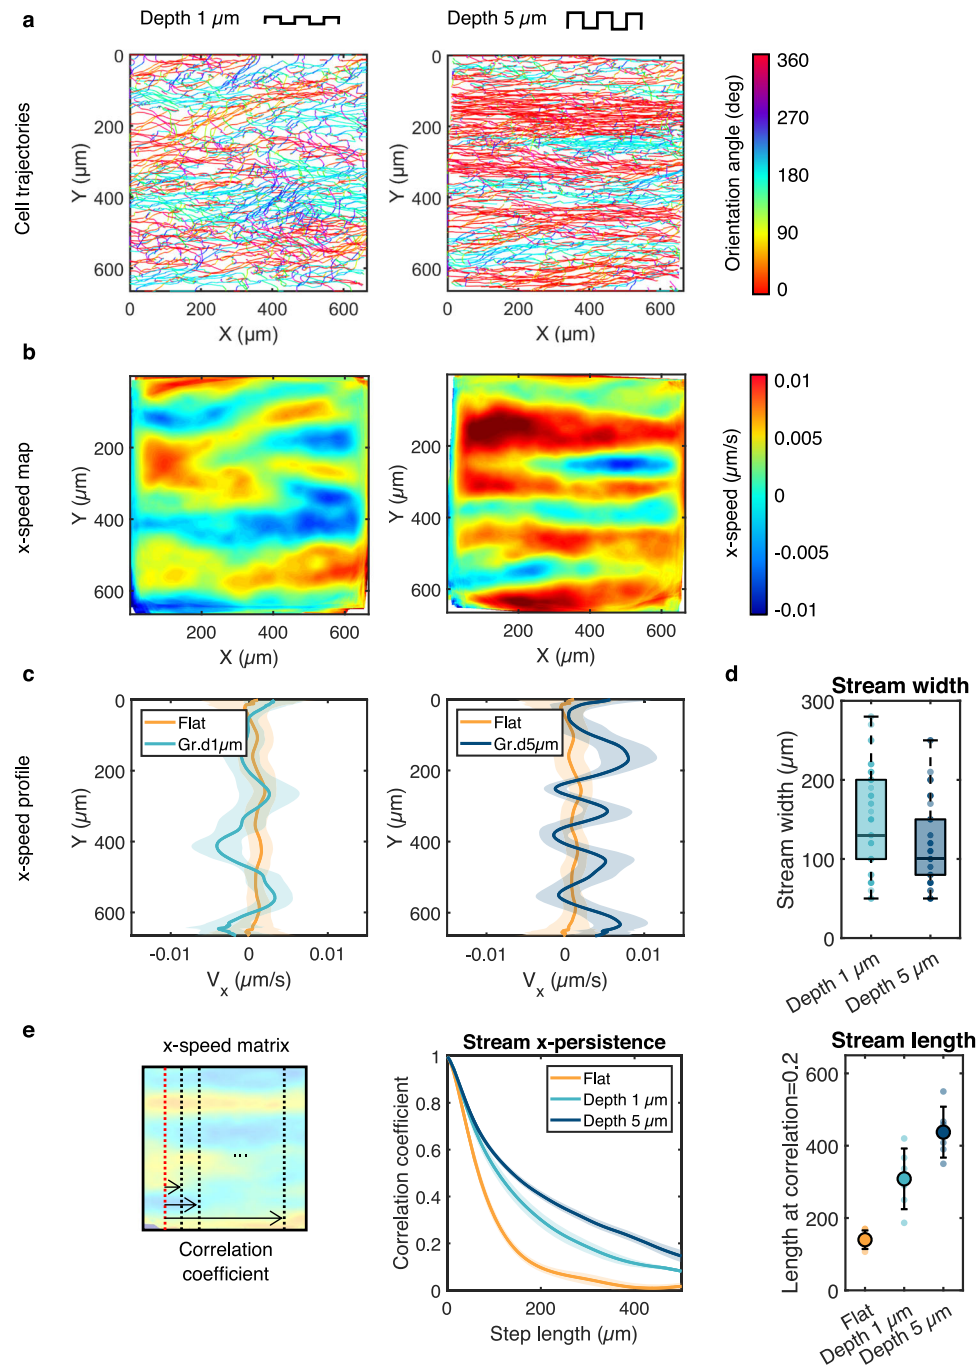 a
Depth 1 μm
Depth 5 μm
Cell trajectories
Y (μm)
0
200
400
600
0
200
400
600
X (μm)
Y (μm)
0
200
400
600
0
200
400
600
X (μm)
Orientation angle (deg)
360
270
180
90
0
b
x-speed map
Y (μm)
200
400
600
200
400
600
X (μm)
Y (μm)
200
400
600
200
400
600
X (μm)
x-speed (μm/s)
0.01
0.005
0
-0.005
-0.01
c
x-speed profile
Y (μm)
0
200
400
600
Flat
Gr.d1μm
-0.01
0
0.01
Vx (μm/s)
Y (μm)
0
200
400
600
Flat
Gr.d5μm
-0.01
0
0.01
Vx (μm/s)
d
Stream width
Stream width (μm)
300
200
100
0
Depth 1 μm
Depth 5 μm
e
x-speed matrix
...
Correlation
coefficient
Stream x-persistence
Correlation coefficient
1
0.8
0.6
0.4
0.2
0
Flat
Depth 1 μm
Depth 5 μm
0
200
400
Step length (μm)
Stream length
Length at correlation=0.2
600
400
200
0
Flat
Depth 1 μm
Depth 5 μm